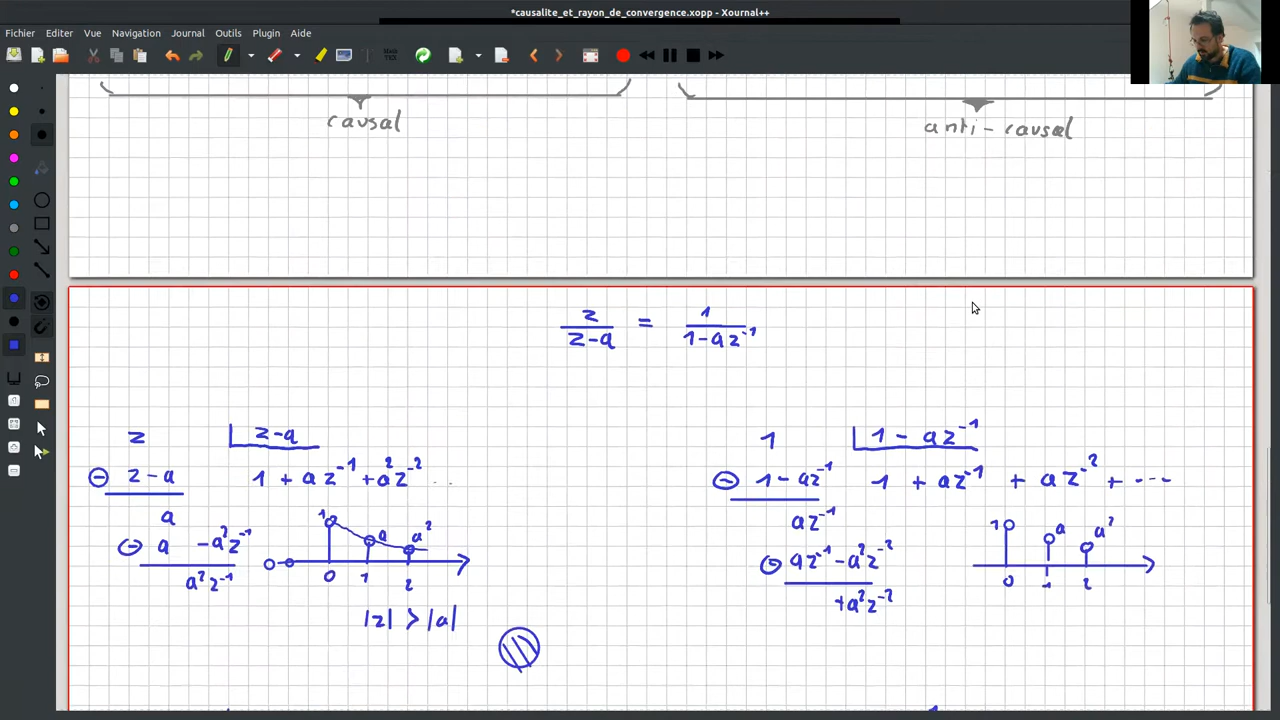 *causalite_et_rayon_de_convergence.xopp - Xournal++
Fichier Editer Vue Navigation Journal Outils Plugin Aide
causal
anti-causal
z/(z-a) = 1/(1-az⁻¹)
z | z-a
⊖ z-a 1 + az⁻¹ + a²z⁻² ..
a
⊖ a -a²z⁻¹
a²z⁻¹
1 a a²
0 1 2
|z| > |a|
1 | 1 - az⁻¹
⊖ 1-az⁻¹ 1 + az⁻¹ + az⁻² + ---
az⁻¹
⊖ az⁻¹-a²z⁻²
+a²z⁻²
1 a a²
0 1 2